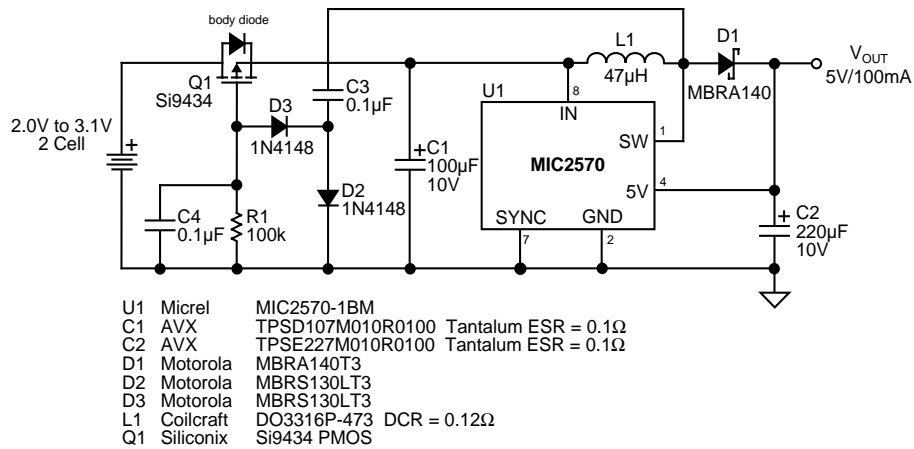 body diode
Q1
Si9434
2.0V to 3.1V
2 Cell
+
D3
1N4148
C3
0.1µF
C4
0.1µF
R1
100k
D2
1N4148
+
C1
100µF
10V
L1
47µH
D1
MBRA140
VOUT
5V/100mA
U1
8
IN
SW
1
MIC2570
5V
4
SYNC
GND
7
2
+
C2
220µF
10V
U1 Micrel MIC2570-1BM
C1 AVX TPSD107M010R0100 Tantalum ESR = 0.1Ω
C2 AVX TPSE227M010R0100 Tantalum ESR = 0.1Ω
D1 Motorola MBRA140T3
D2 Motorola MBRS130LT3
D3 Motorola MBRS130LT3
L1 Coilcraft DO3316P-473 DCR = 0.12Ω
Q1 Siliconix Si9434 PMOS